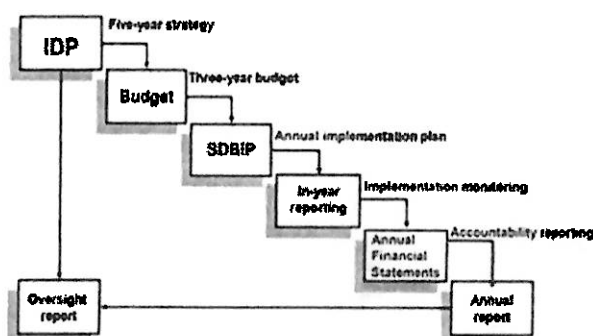 Five-year strategy
IDP
Three-year budget
Budget
Annual implementation plan
SDBIP
In-year
reporting
Implementation monitoring
Annual
Financial
Statements
Accountability reporting
Oversight
report
Annual
report